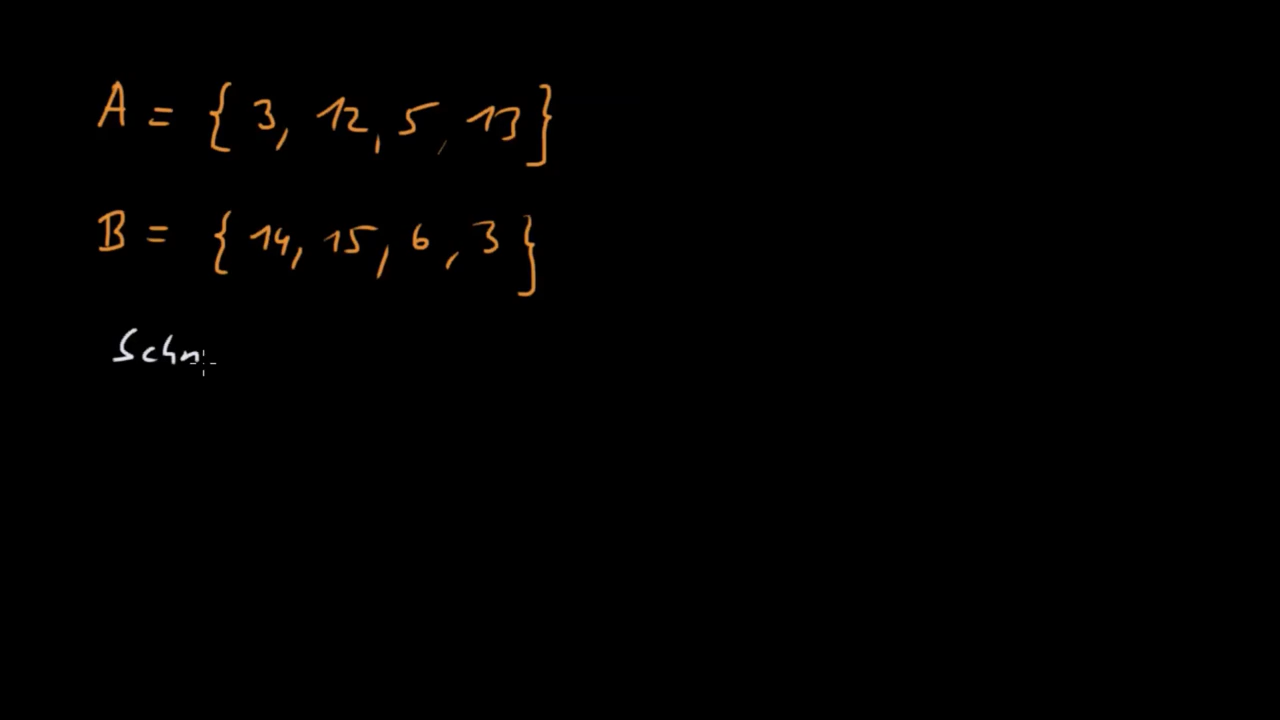 A = { 3, 12, 5, 13}
B = { 14, 15, 6, 3 }
Schn